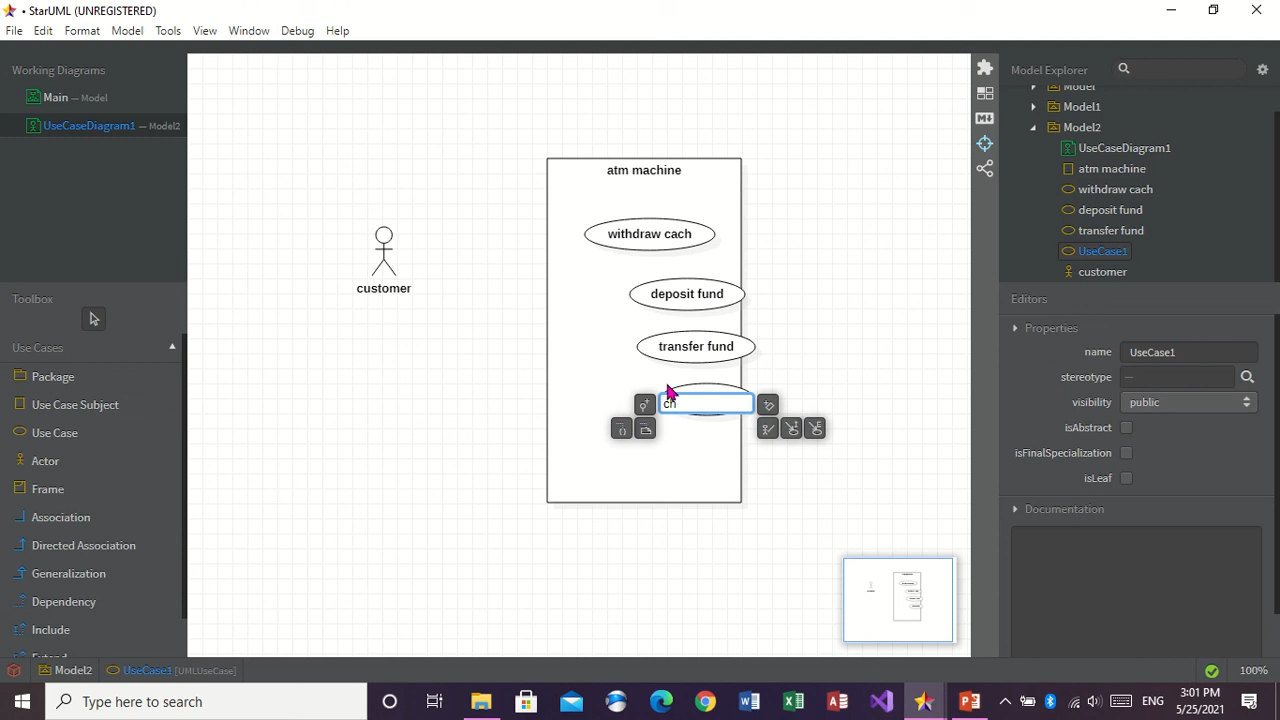 StarUML (UNREGISTERED)
File Edit Format Model Tools View Window Debug Help
Working Diagrams
Main — Model
UseCaseDiagram1 — Model2
Toolbox
Use Cases
Package
Use Case Subject
Use Case
Actor
Frame
Association
Directed Association
Generalization
Dependency
Include
Extend
atm machine
withdraw cach
deposit fund
transfer fund
ch
customer
Model Explorer
Model
Model1
Model2
UseCaseDiagram1
atm machine
withdraw cach
deposit fund
transfer fund
UseCase1
customer
Editors
Properties
name UseCase1
stereotype —
visibility public
isAbstract
isFinalSpecialization
isLeaf
Documentation
Model2 UseCase1 [UMLUseCase] 100%
Type here to search
ENG
3:01 PM
5/25/2021